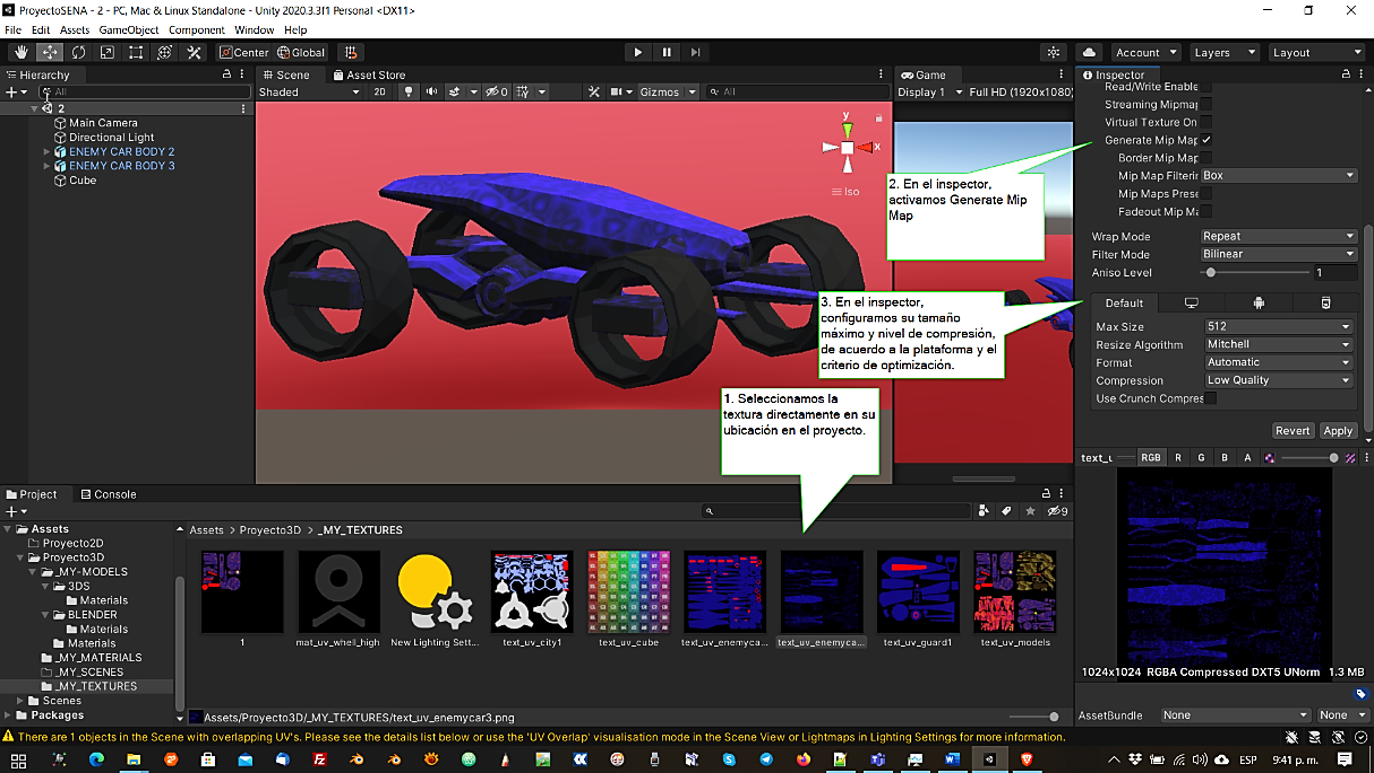 ProyectoSENA - 2 - PC, Mac & Linux Standalone - Unity 2020.3.3f1 Personal <DX11>
File Edit Assets GameObject Component Window Help
Center Global Account Layers Layout
Hierarchy
All
2
Main Camera
Directional Light
ENEMY CAR BODY 2
ENEMY CAR BODY 3
Cube
Scene Asset Store
Shaded 2D 0 Gizmos All
y
x
Iso
Game
Display 1 Full HD (1920x1080)
2. En el inspector,
activamos Generate Mip
Map
3. En el inspector,
configuramos su tamaño
máximo y nivel de compresión,
de acuerdo a la plataforma y el
criterio de optimización.
1. Seleccionamos la
textura directamente en su
ubicación en el proyecto.
Inspector
Read/Write Enable
Streaming Mipmap
Virtual Texture On
Generate Mip Map
Border Mip Map
Mip Map Filterin Box
Mip Maps Prese
Fadeout Mip Ma
Wrap Mode Repeat
Filter Mode Bilinear
Aniso Level 1
Default
Max Size 512
Resize Algorithm Mitchell
Format Automatic
Compression Low Quality
Use Crunch Compres
Revert Apply
text_u RGB R G B A
1024x1024 RGBA Compressed DXT5 UNorm 1.3 MB
AssetBundle None None
Project Console
9
Assets
Proyecto2D
Proyecto3D
_MY-MODELS
3DS
Materials
BLENDER
Materials
Materials
_MY_MATERIALS
_MY_SCENES
_MY_TEXTURES
Scenes
Packages
Assets > Proyecto3D > _MY_TEXTURES
1 mat_uv_whell_high New Lighting Sett... text_uv_city1 text_uv_cube text_uv_enemyc... text_uv_enemyca... text_uv_guard1 text_uv_models
Assets/Proyecto3D/_MY_TEXTURES/text_uv_enemycar3.png
There are 1 objects in the Scene with overlapping UV's. Please see the details list below or use the 'UV Overlap' visualisation mode in the Scene View or Lightmaps in Lighting Settings for more information.
ESP 9:41 p. m.